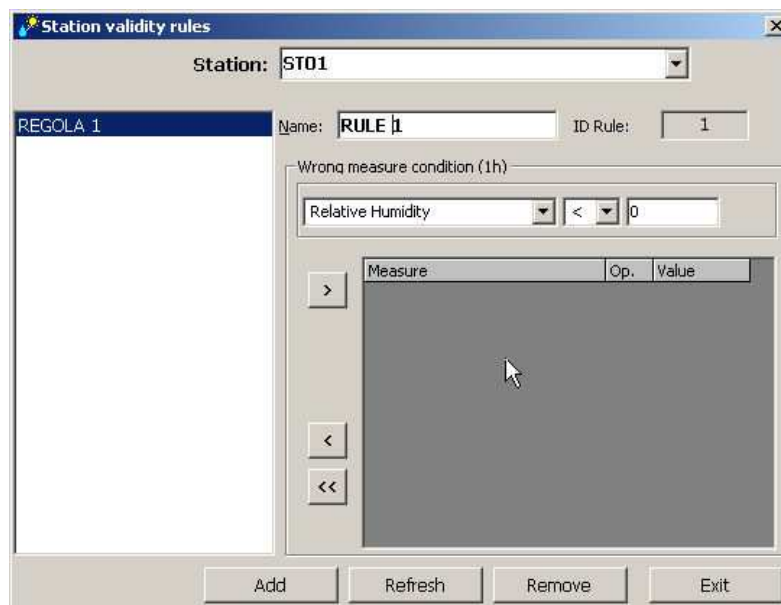 Station validity rules
Station: ST01
REGOLA 1
Name: RULE 1 ID Rule: 1
Wrong measure condition (1h)
Relative Humidity < 0
Measure Op. Value
>
<
<<
Add Refresh Remove Exit